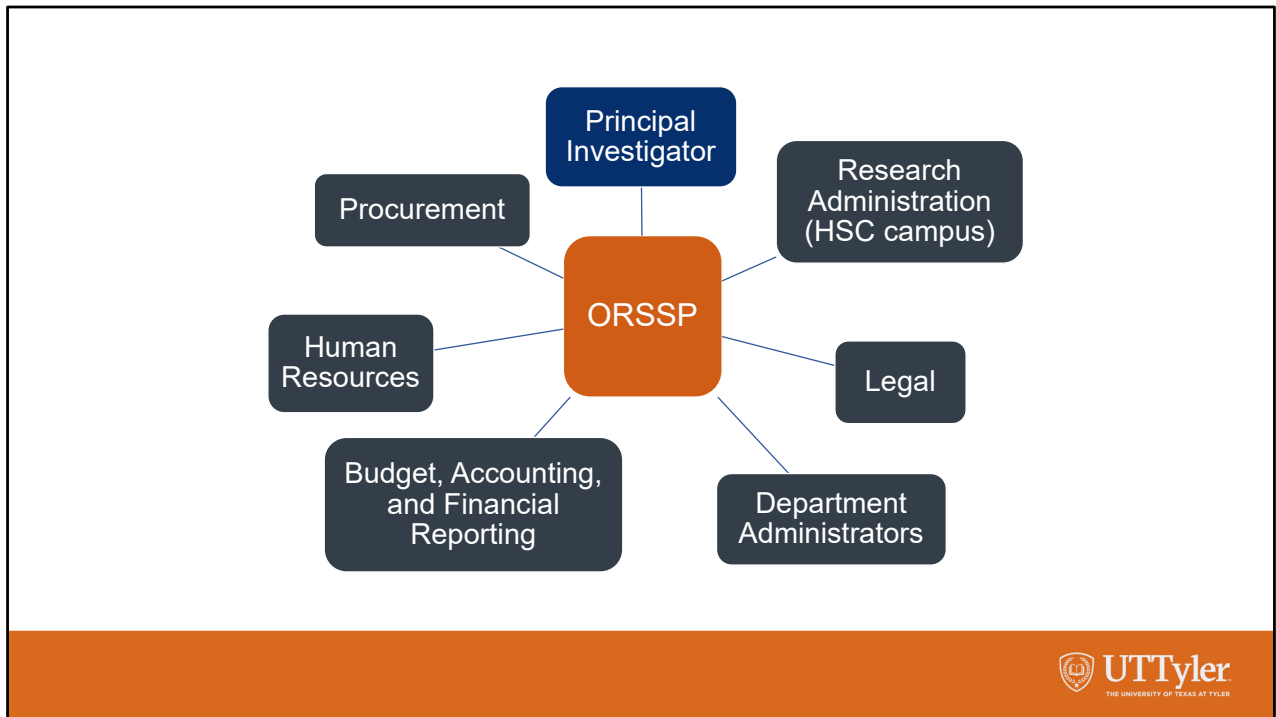 Principal
Investigator
Research
Administration
(HSC campus)
Procurement
ORSSP
Human
Resources
Legal
Budget, Accounting,
and Financial
Reporting
Department
Administrators
UTTyler
THE UNIVERSITY OF TEXAS AT TYLER